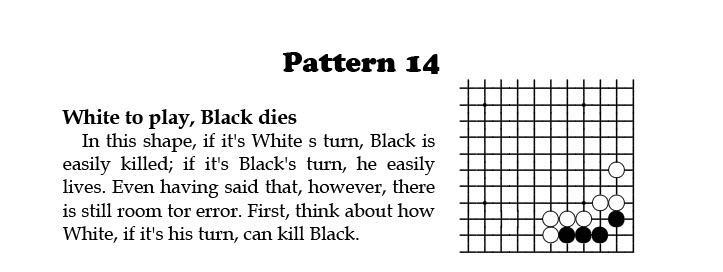 Pattern 14
White to play, Black dies
In this shape, if it's White s turn, Black is
easily killed; if it's Black's turn, he easily
lives. Even having said that, however, there
is still room tor error. First, think about how
White, if it's his turn, can kill Black.